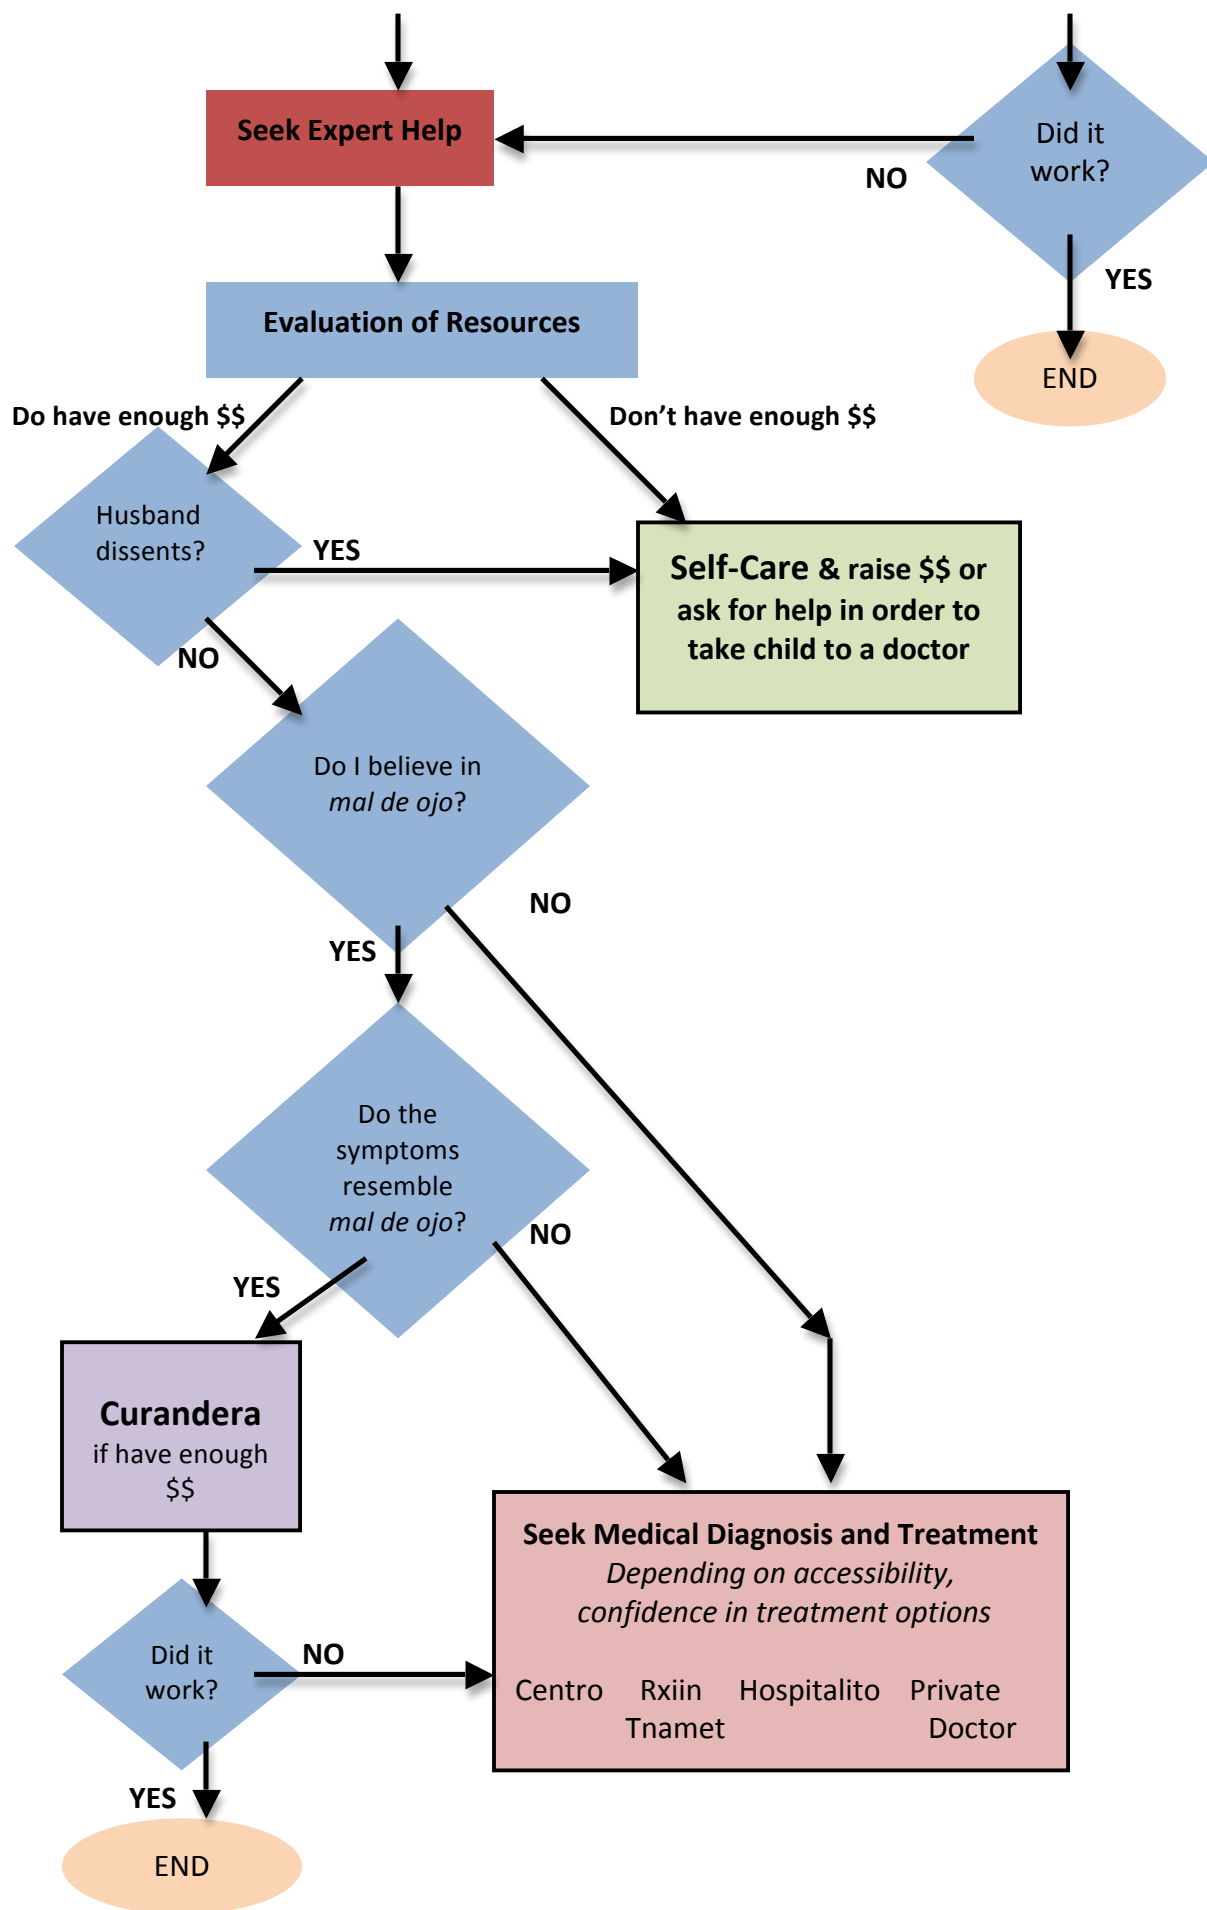 Seek Expert Help
Did it
work?
NO
YES
END
Evaluation of Resources
Do have enough $$
Don't have enough $$
Husband
dissents?
YES
NO
Self-Care & raise $$ or
ask for help in order to
take child to a doctor
Do I believe in
mal de ojo?
NO
YES
Do the
symptoms
resemble
mal de ojo?
NO
YES
Curandera
if have enough
$$
Seek Medical Diagnosis and Treatment
Depending on accessibility,
confidence in treatment options
Centro Rxiin Hospitalito Private
Tnamet Doctor
Did it
work?
NO
YES
END